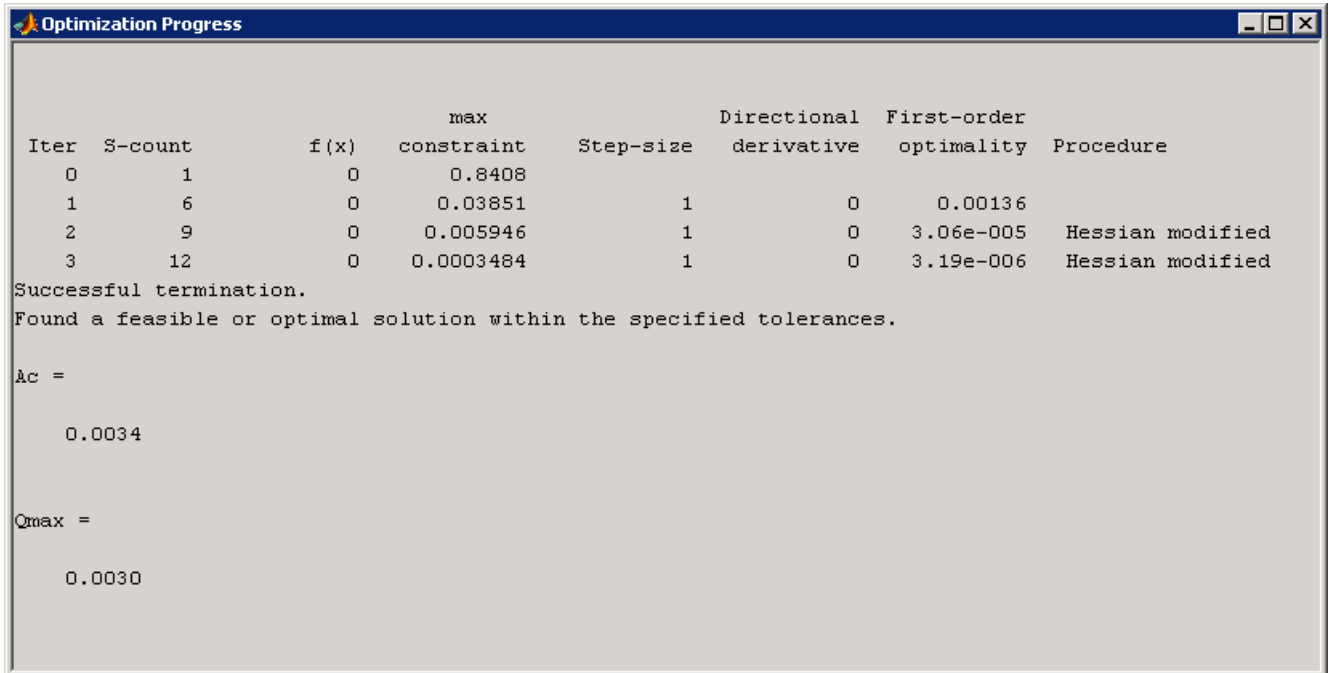 Optimization Progress
max Directional First-order
Iter S-count f(x) constraint Step-size derivative optimality Procedure
0 1 0 0.8408
1 6 0 0.03851 1 0 0.00136
2 9 0 0.005946 1 0 3.06e-005 Hessian modified
3 12 0 0.0003484 1 0 3.19e-006 Hessian modified
Successful termination.
Found a feasible or optimal solution within the specified tolerances.
Ac =
0.0034
Qmax =
0.0030